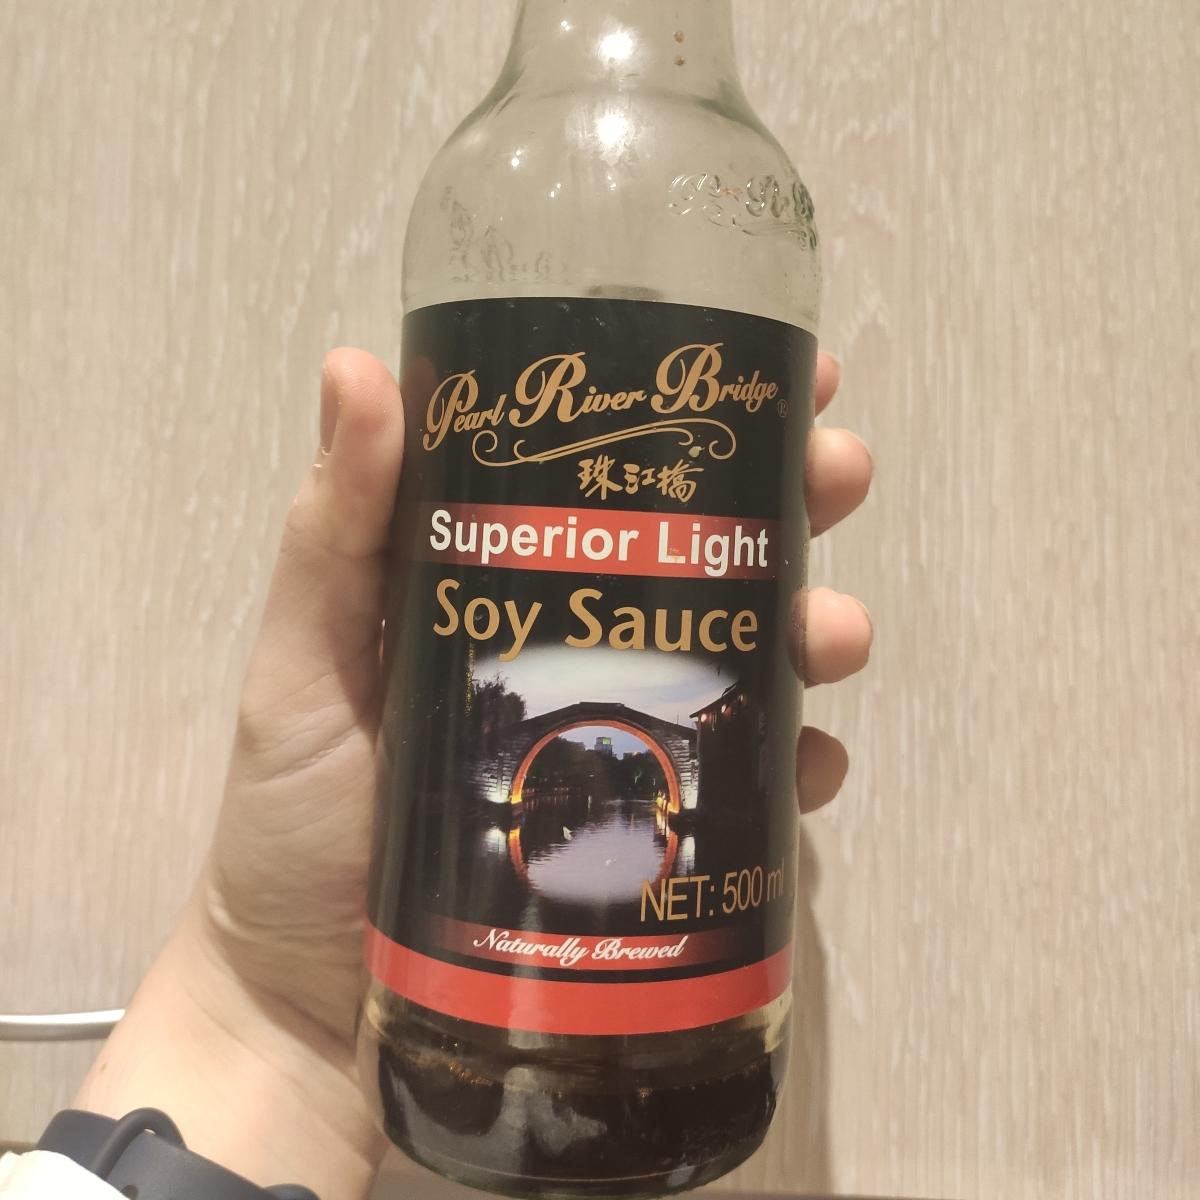 Pearl River Bridge®
珠江橋
Superior Light
Soy Sauce
NET: 500 ml
Naturally Brewed